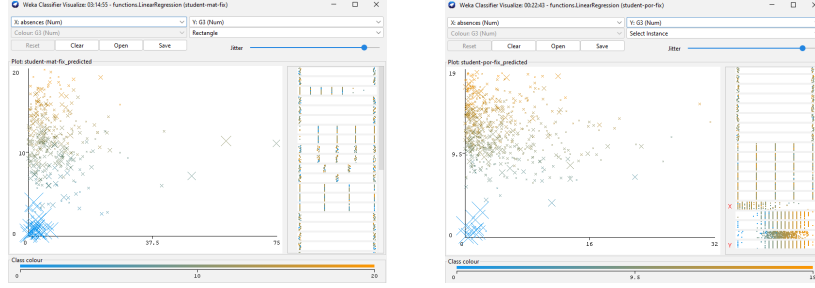 Weka Classifier Visualize: 03:14:55 - functions.LinearRegression (student-mat-fix)
X: absences (Num)
Y: G3 (Num)
Colour: G3 (Num)
Rectangle
Reset
Clear
Open
Save
Jitter
Plot: student-mat-fix_predicted
20
10
0
0
37.5
75
Class colour
0
10
20
Weka Classifier Visualize: 00:22:43 - functions.LinearRegression (student-por-fix)
X: absences (Num)
Y: G3 (Num)
Colour: G3 (Num)
Select Instance
Reset
Clear
Open
Save
Jitter
Plot: student-por-fix_predicted
19
9.5
0
0
16
32
X
Y
Class colour
0
9.5